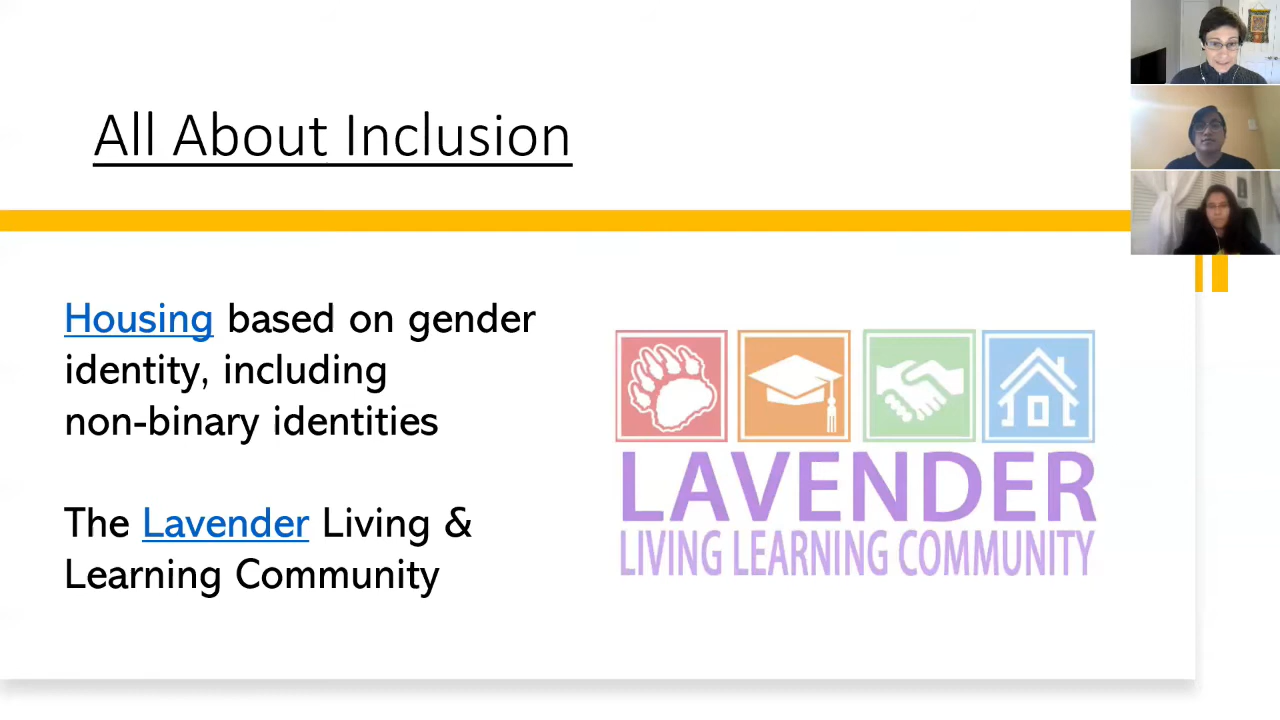 All About Inclusion
Housing based on gender
identity, including
non-binary identities
The Lavender Living &
Learning Community
LAVENDER
LIVING LEARNING COMMUNITY